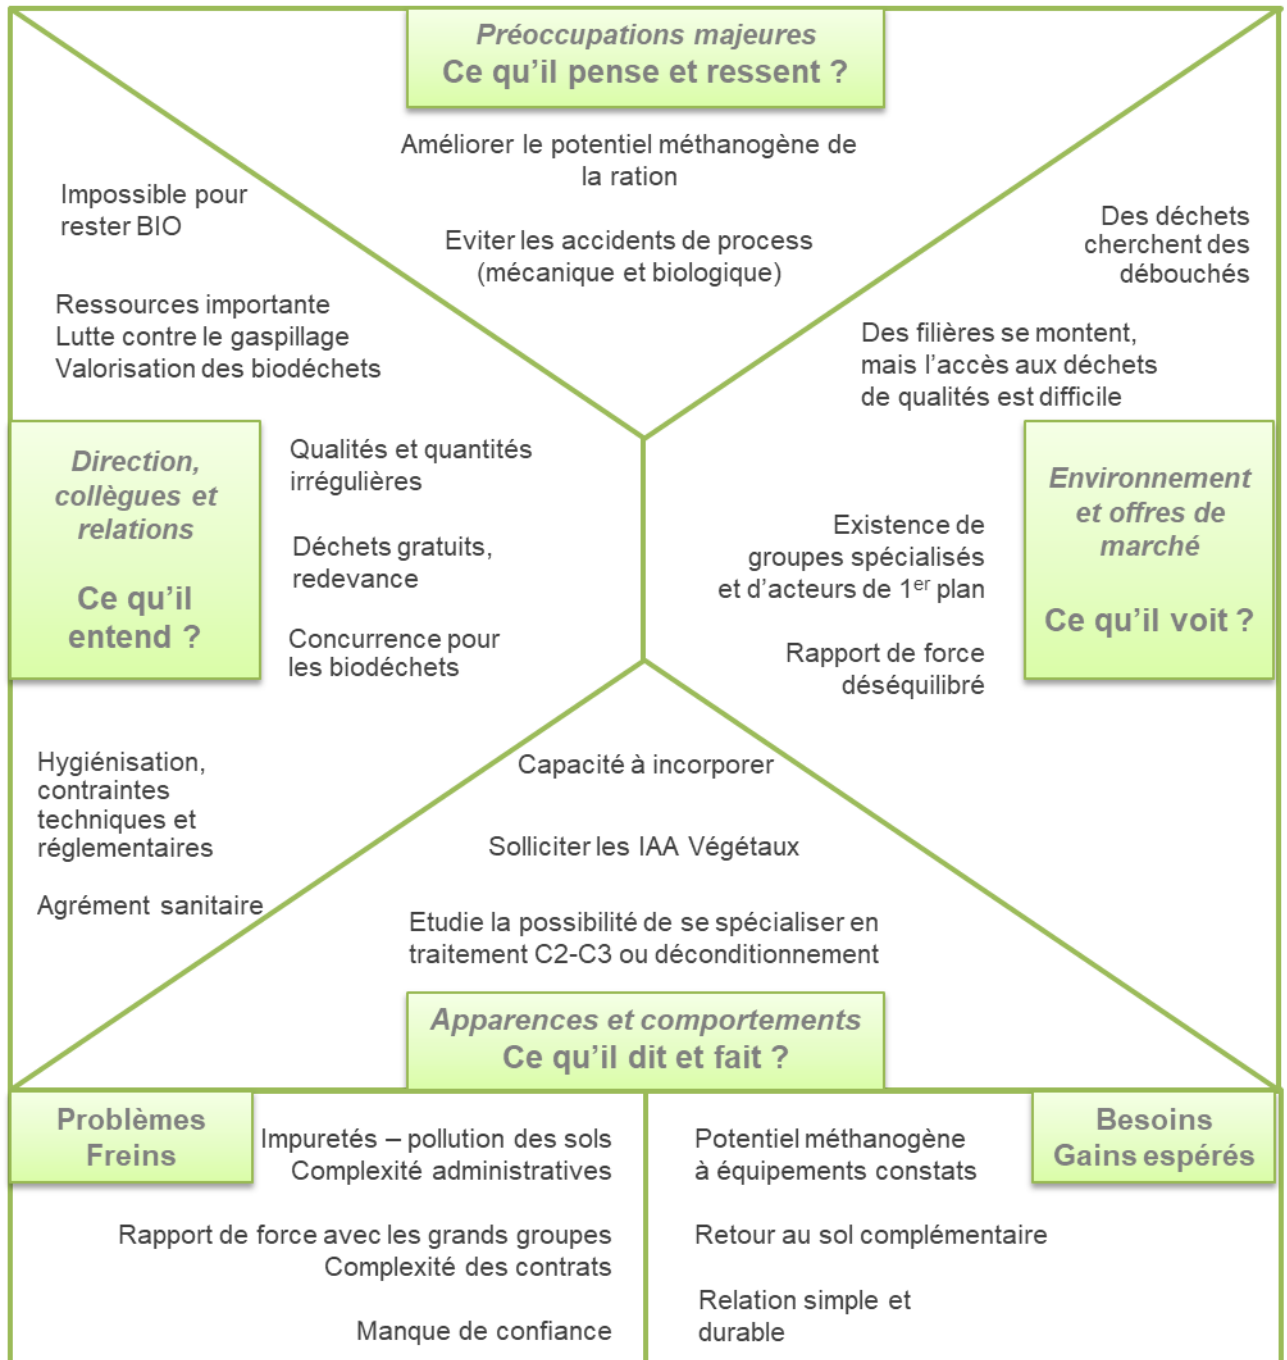 Préoccupations majeures
Ce qu'il pense et ressent ?
Améliorer le potentiel méthanogène de
la ration
Eviter les accidents de process
(mécanique et biologique)
Impossible pour
rester BIO
Ressources importante
Lutte contre le gaspillage
Valorisation des biodéchets
Direction,
collègues et
relations
Ce qu'il
entend ?
Qualités et quantités
irrégulières
Déchets gratuits,
redevance
Concurrence pour
les biodéchets
Hygiénisation,
contraintes
techniques et
réglementaires
Agrément sanitaire
Des déchets
cherchent des
débouchés
Des filières se montent,
mais l'accès aux déchets
de qualités est difficile
Environnement
et offres de
marché
Ce qu'il voit ?
Existence de
groupes spécialisés
et d'acteurs de 1er plan
Rapport de force
déséquilibré
Capacité à incorporer
Solliciter les IAA Végétaux
Etudie la possibilité de se spécialiser en
traitement C2-C3 ou déconditionnement
Apparences et comportements
Ce qu'il dit et fait ?
Problèmes
Freins
Impuretés – pollution des sols
Complexité administratives
Rapport de force avec les grands groupes
Complexité des contrats
Manque de confiance
Besoins
Gains espérés
Potentiel méthanogène
à équipements constats
Retour au sol complémentaire
Relation simple et
durable